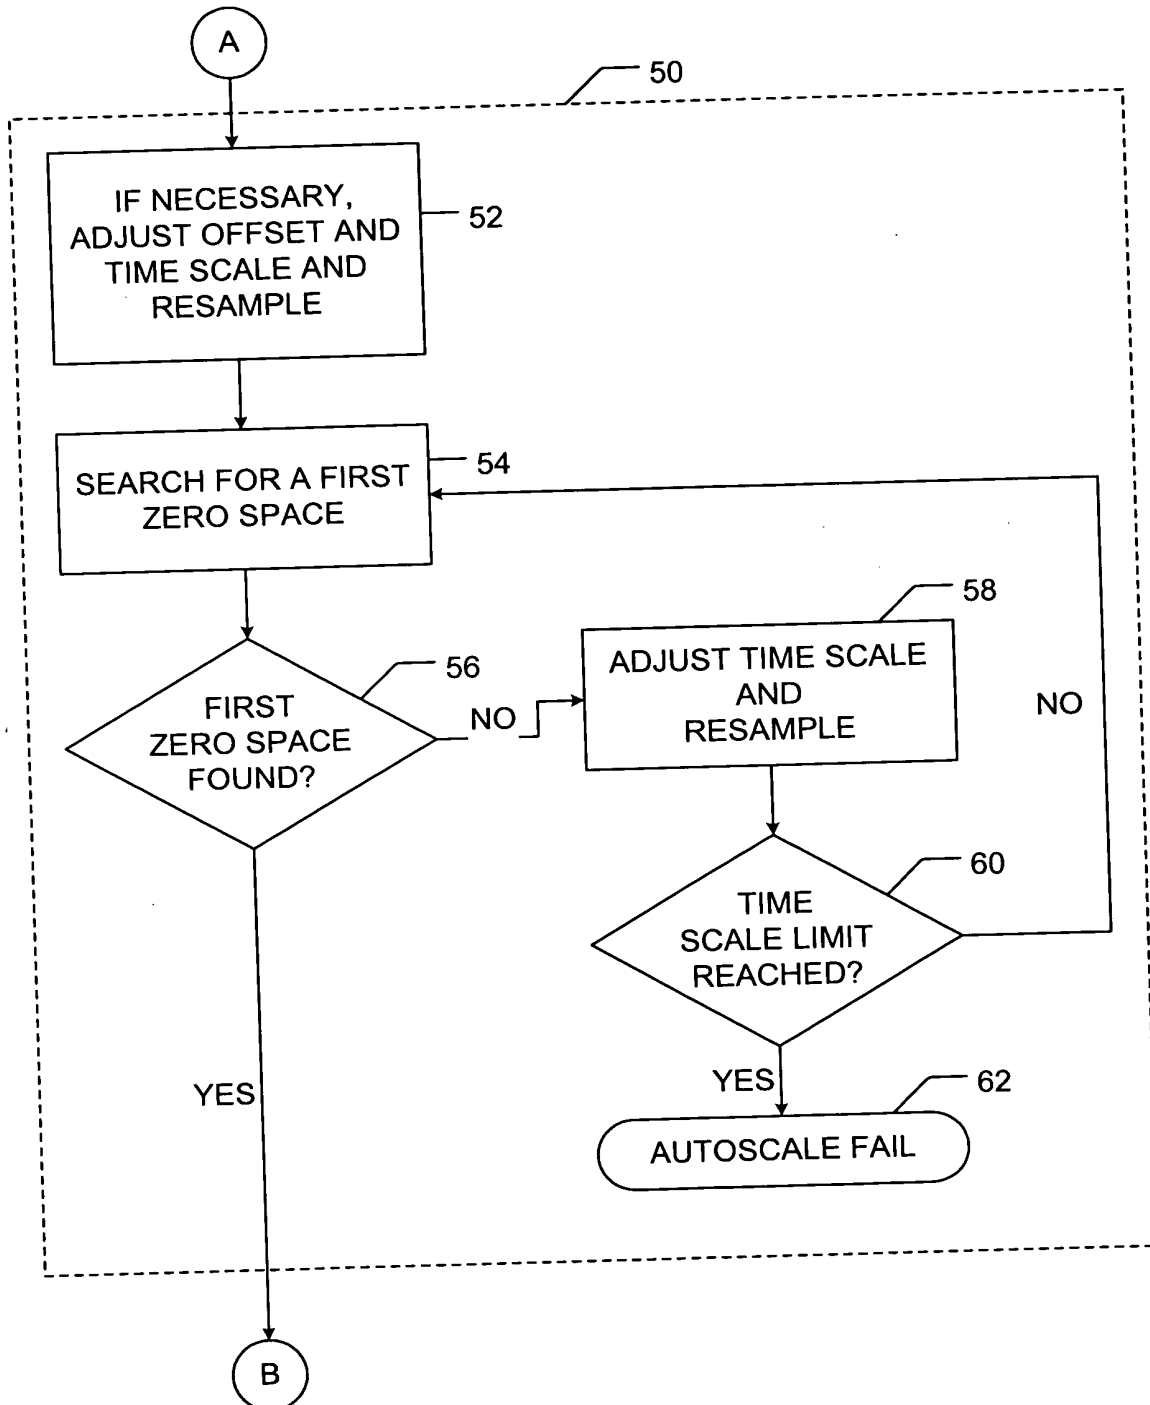 A
50
IF NECESSARY,
ADJUST OFFSET AND
TIME SCALE AND
RESAMPLE
52
SEARCH FOR A FIRST
ZERO SPACE
54
FIRST
ZERO SPACE
FOUND?
56
NO
ADJUST TIME SCALE
AND
RESAMPLE
58
NO
TIME
SCALE LIMIT
REACHED?
60
YES
YES
AUTOSCALE FAIL
62
B